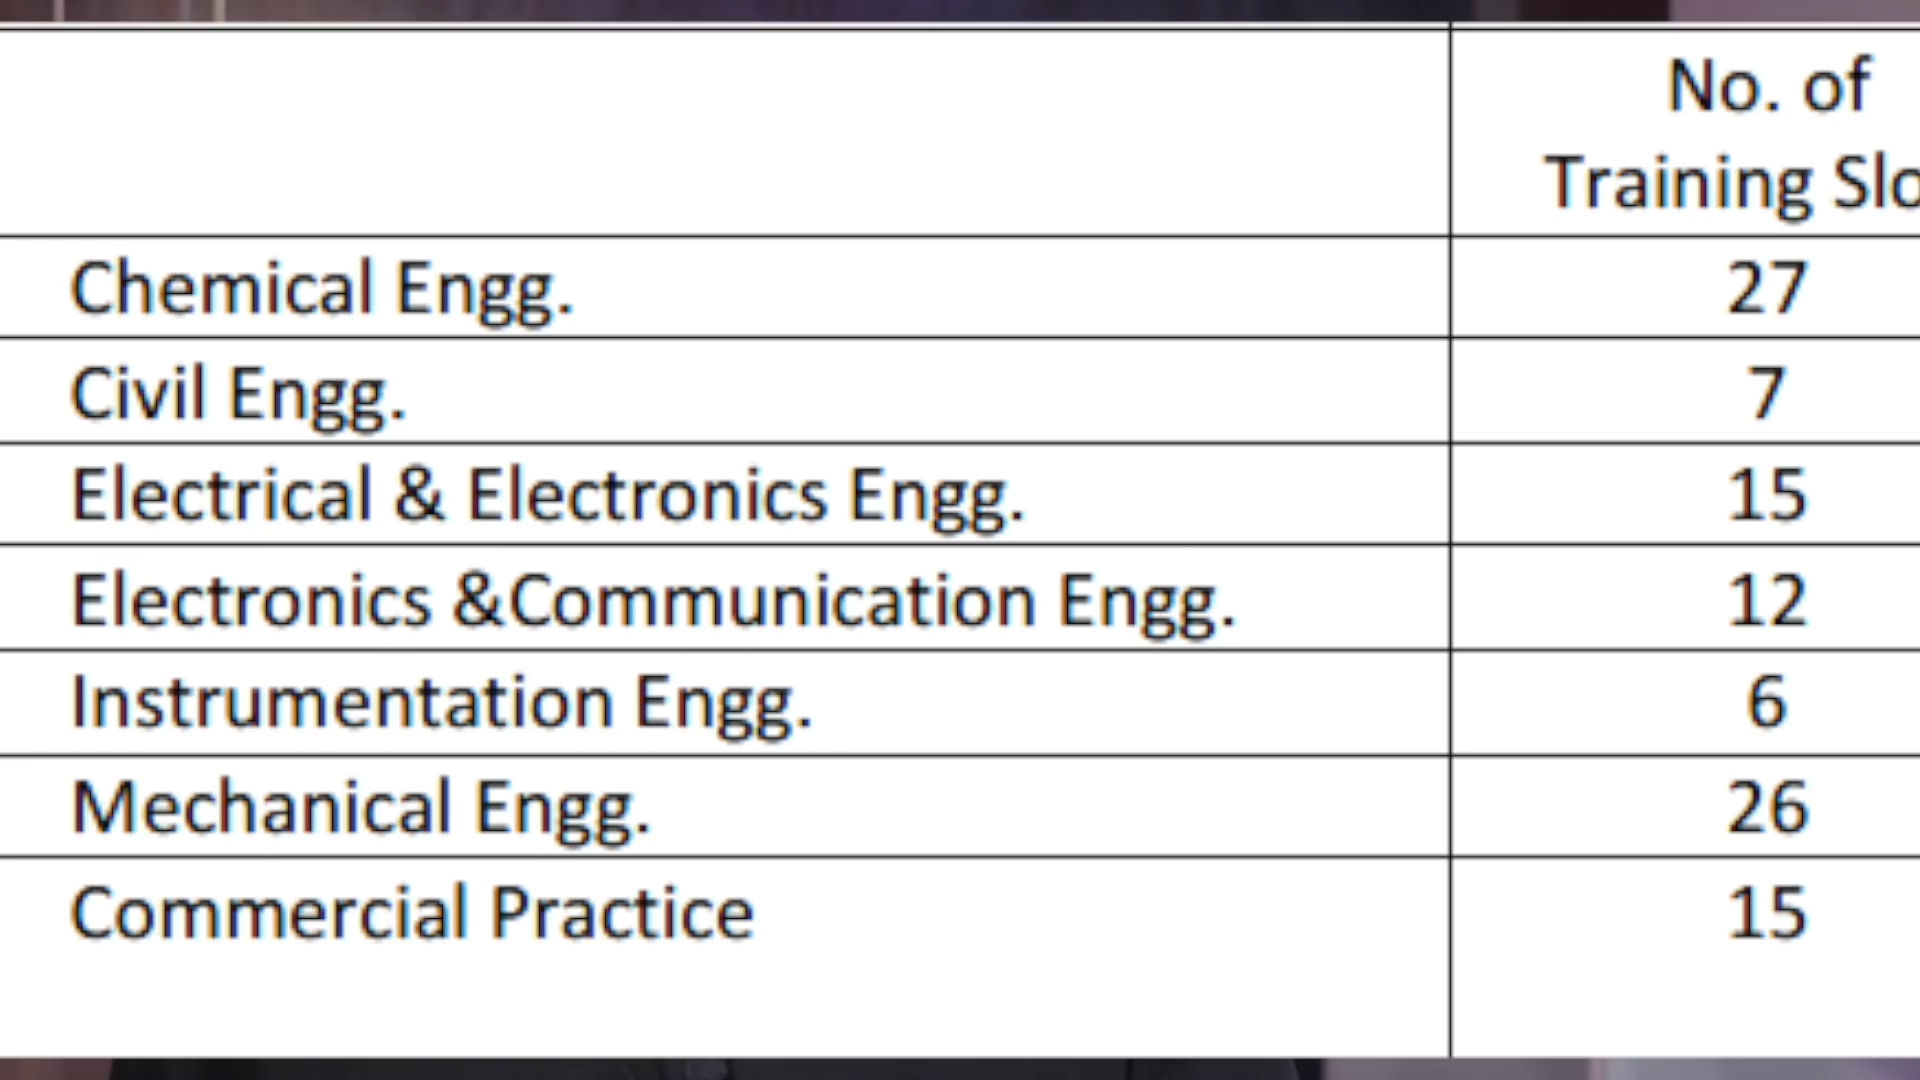 No. of
Training Slo
Chemical Engg. 27
Civil Engg. 7
Electrical & Electronics Engg. 15
Electronics &Communication Engg. 12
Instrumentation Engg. 6
Mechanical Engg. 26
Commercial Practice 15